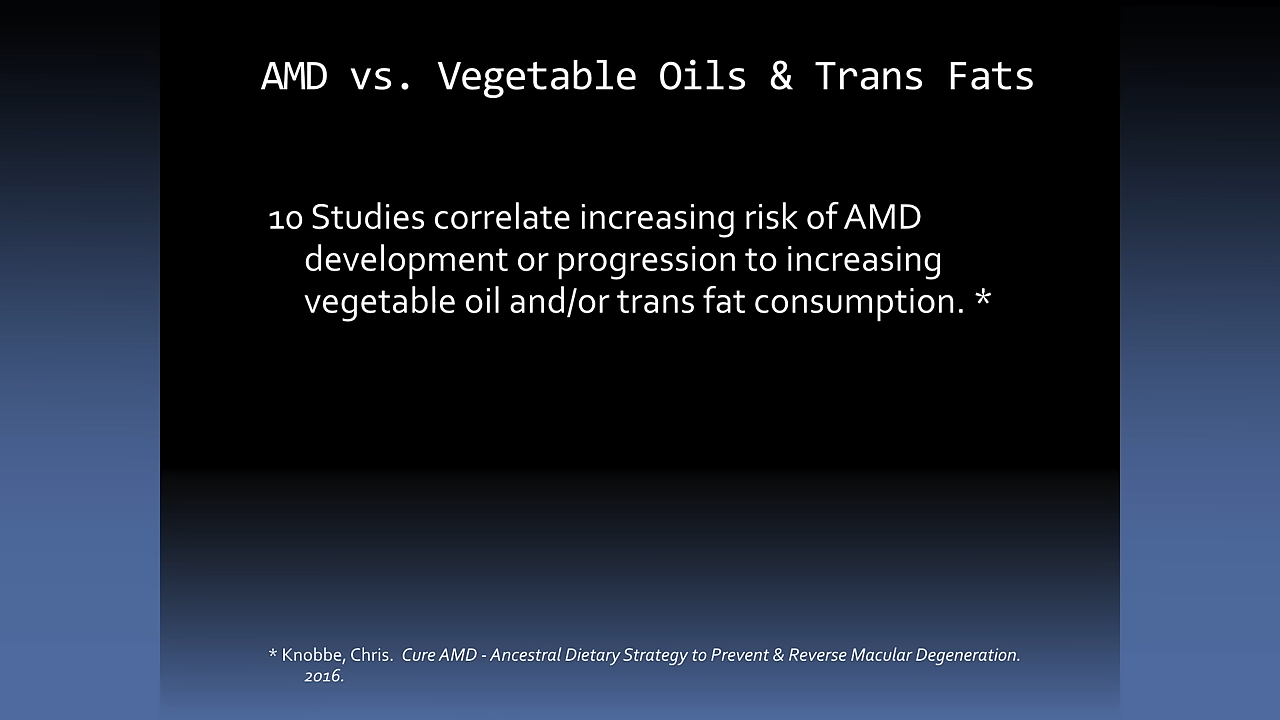 AMD vs. Vegetable Oils & Trans Fats
10 Studies correlate increasing risk of AMD
development or progression to increasing
vegetable oil and/or trans fat consumption. *
* Knobbe, Chris. Cure AMD - Ancestral Dietary Strategy to Prevent & Reverse Macular Degeneration.
2016.